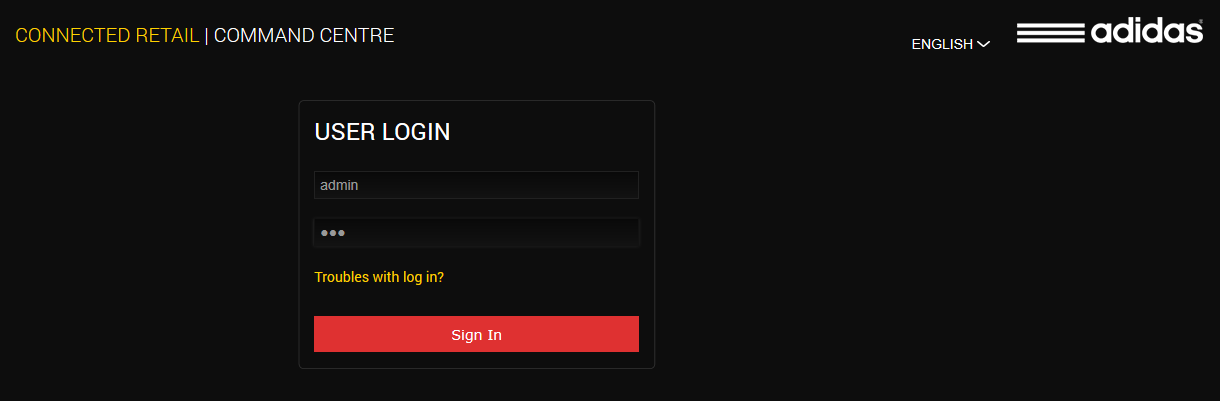 CONNECTED RETAIL | COMMAND CENTRE
ENGLISH
adidas
USER LOGIN
admin
•••
Troubles with log in?
Sign In